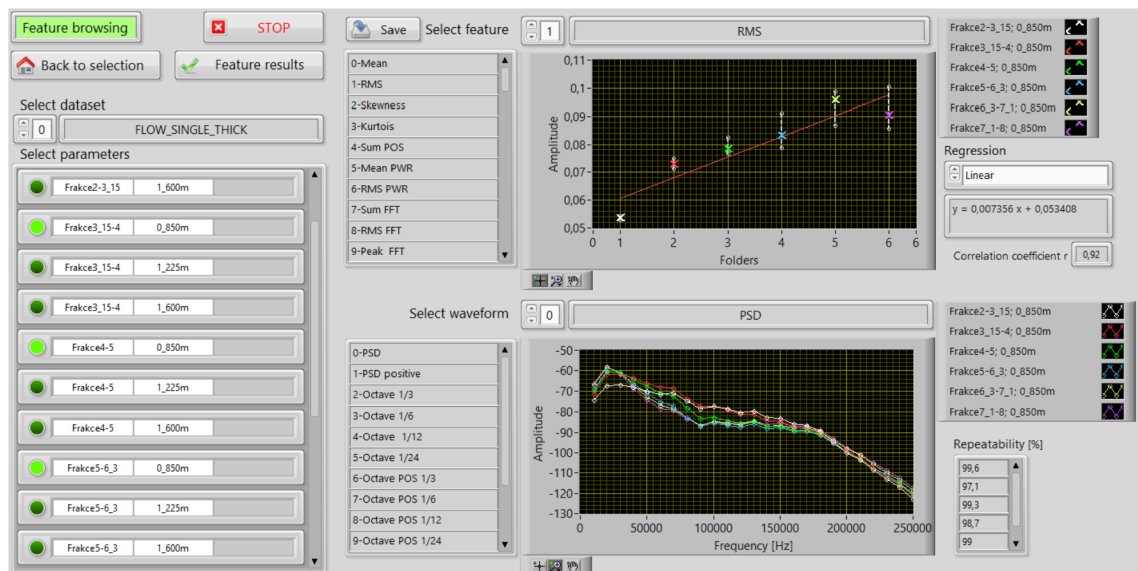 Feature browsing
STOP
Back to selection
Feature results
Select dataset
0
FLOW_SINGLE_THICK
Select parameters
Frakce2-3_15 1_600m
Frakce3_15-4 0_850m
Frakce3_15-4 1_225m
Frakce3_15-4 1_600m
Frakce4-5 0_850m
Frakce4-5 1_225m
Frakce4-5 1_600m
Frakce5-6_3 0_850m
Frakce5-6_3 1_225m
Frakce5-6_3 1_600m
Save
Select feature
1
RMS
0-Mean
1-RMS
2-Skewness
3-Kurtois
4-Sum POS
5-Mean PWR
6-RMS PWR
7-Sum FFT
8-RMS FFT
9-Peak FFT
0,11
0,1
0,09
0,08
0,07
0,06
0,05
Amplitude
0 1 2 3 4 5 6 6
Folders
Frakce2-3_15; 0_850m
Frakce3_15-4; 0_850m
Frakce4-5; 0_850m
Frakce5-6_3; 0_850m
Frakce6_3-7_1; 0_850m
Frakce7_1-8; 0_850m
Regression
Linear
y = 0,007356 x + 0,053408
Correlation coefficient r 0,92
Select waveform
0
PSD
0-PSD
1-PSD positive
2-Octave 1/3
3-Octave 1/6
4-Octave 1/12
5-Octave 1/24
6-Octave POS 1/3
7-Octave POS 1/6
8-Octave POS 1/12
9-Octave POS 1/24
-50
-60
-70
-80
-90
-100
-110
-120
-130
Amplitude
0 50000 100000 150000 200000 250000
Frequency [Hz]
Frakce2-3_15; 0_850m
Frakce3_15-4; 0_850m
Frakce4-5; 0_850m
Frakce5-6_3; 0_850m
Frakce6_3-7_1; 0_850m
Frakce7_1-8; 0_850m
Repeatability [%]
99,6
97,1
99,3
98,7
99